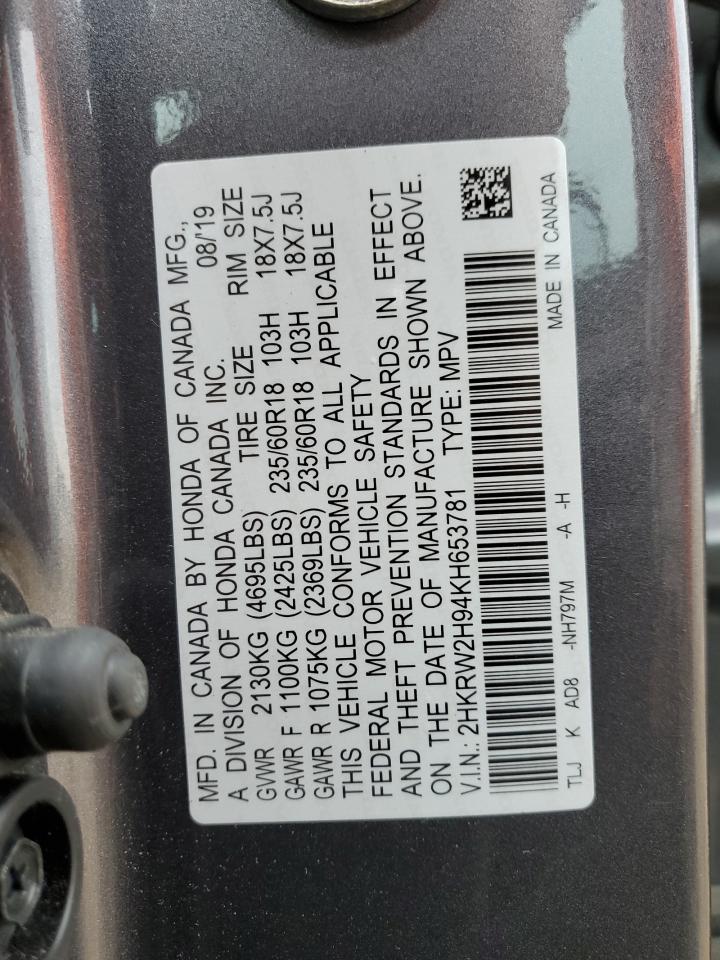 MFD. IN CANADA BY HONDA OF CANADA MFG.,
A DIVISION OF HONDA CANADA INC. 08/'19
GVWR 2130KG (4695LBS) TIRE SIZE RIM SIZE
GAWR F 1100KG (2425LBS) 235/60R18 103H 18X7.5J
GAWR R 1075KG (2369LBS) 235/60R18 103H 18X7.5J
THIS VEHICLE CONFORMS TO ALL APPLICABLE
FEDERAL MOTOR VEHICLE SAFETY
AND THEFT PREVENTION STANDARDS IN EFFECT
ON THE DATE OF MANUFACTURE SHOWN ABOVE.
V.I.N.: 2HKRW2H94KH653781 TYPE: MPV
TLJ K AD8 -NH797M -A -H MADE IN CANADA